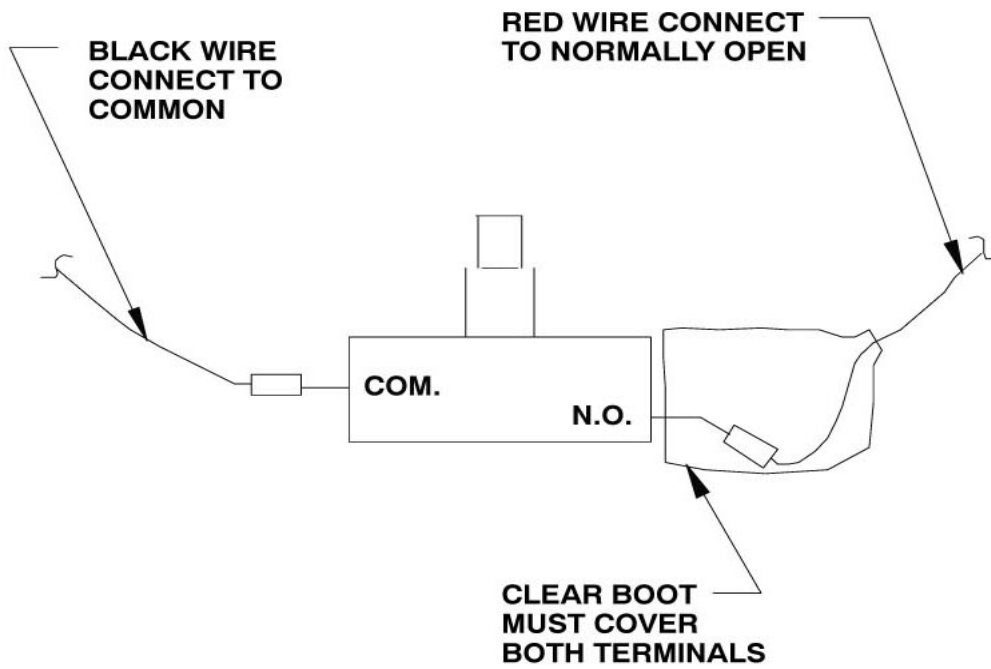 BLACK WIRE
CONNECT TO
COMMON
RED WIRE CONNECT
TO NORMALLY OPEN
COM.
N.O.
CLEAR BOOT
MUST COVER
BOTH TERMINALS